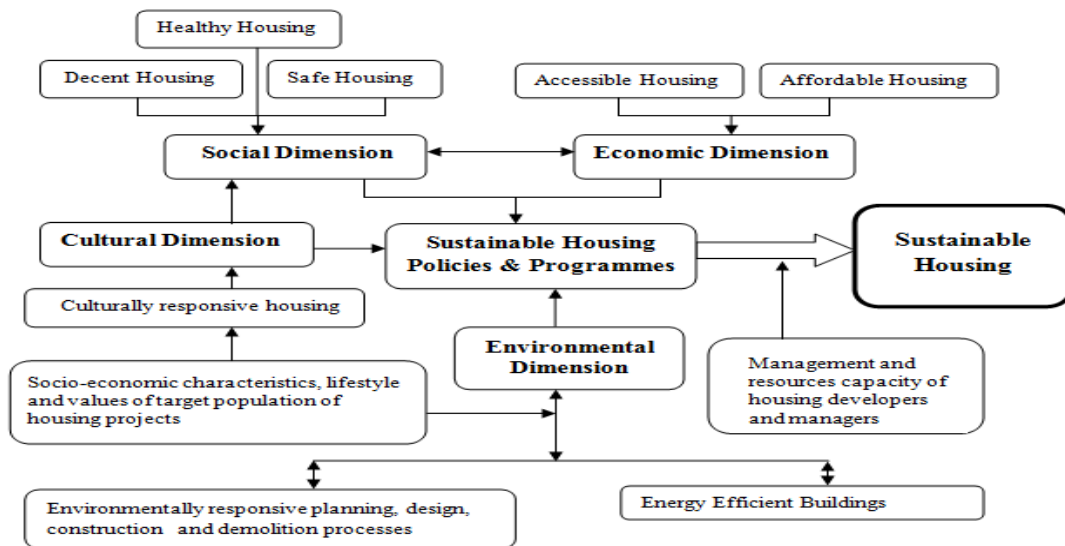 Healthy Housing
Decent Housing
Safe Housing
Accessible Housing
Affordable Housing
Social Dimension
Economic Dimension
Cultural Dimension
Sustainable Housing
Policies & Programmes
Sustainable
Housing
Culturally responsive housing
Environmental
Dimension
Socio-economic characteristics, lifestyle
and values of target population of
housing projects
Management and
resources capacity of
housing developers
and managers
Environmentally responsive planning, design,
construction and demolition processes
Energy Efficient Buildings